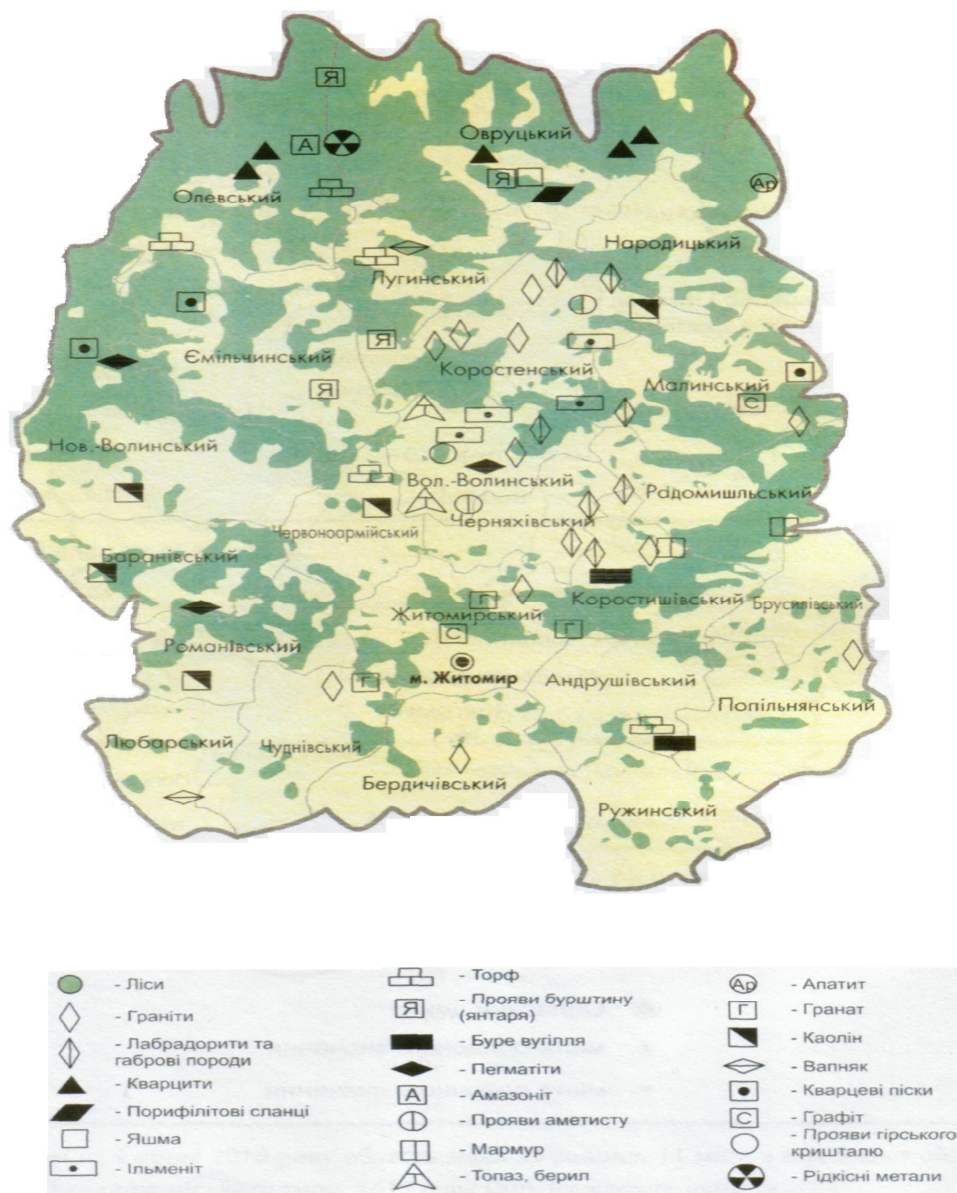 Я
Овруцький
А
Я
Ар
Олевський
Народицький
Лугинський
Я
Ємільчинський
Коростенський
Малинський
Я
С
Нов.-Волинський
Вол.-Волинський
Радомишльський
Червоноармійський
Черняхівський
Баранівський
Г
Житомирський
Коростишівський
Брусилівський
С
Г
Романівський
м. Житомир
Андрушівський
Г
Попільнянський
Любарський
Чуднівський
Бердичівський
Ружинський
- Ліси
- Граніти
- Лабрадорити та
габрові породи
- Кварцити
- Порифілітові сланці
- Яшма
- Ільменіт
- Торф
Я - Прояви бурштину
(янтаря)
- Буре вугілля
- Пегматіти
А - Амазоніт
- Прояви аметисту
- Мармур
- Топаз, берил
Ар - Апатит
Г - Гранат
- Каолін
- Вапняк
- Кварцеві піски
С - Графіт
- Прояви гірського
кришталю
- Рідкісні метали